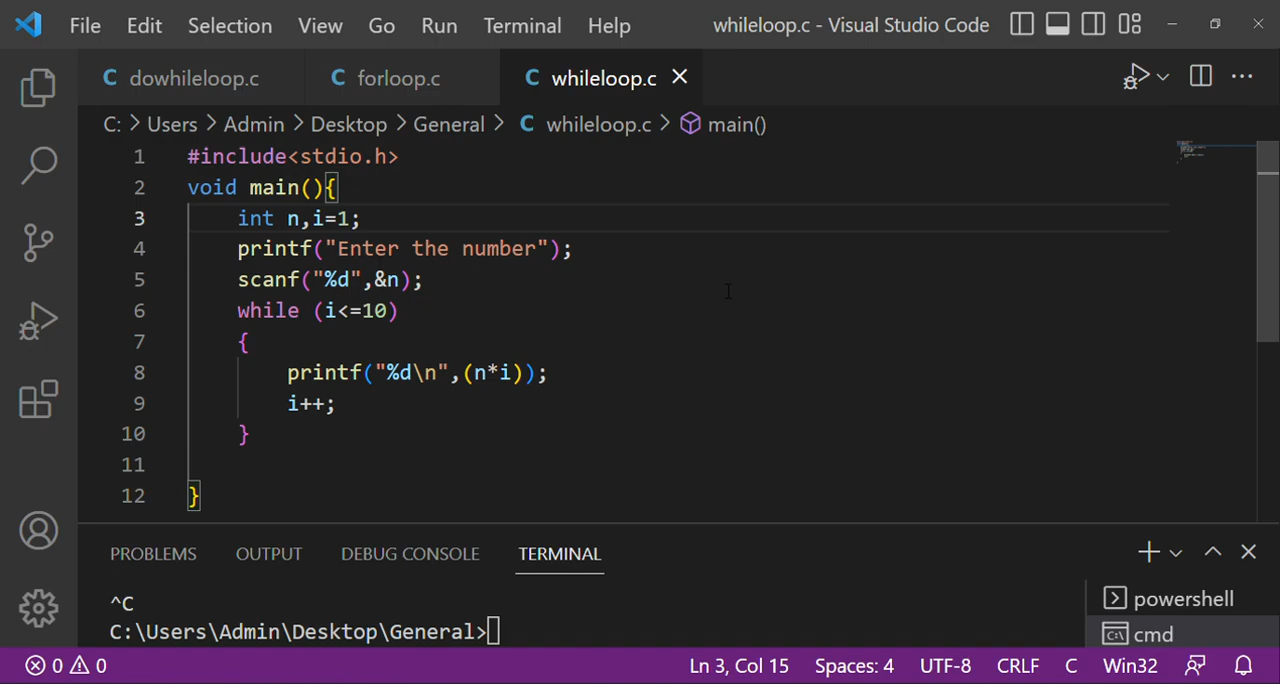 File Edit Selection View Go Run Terminal Help whileloop.c - Visual Studio Code
C dowhileloop.c C forloop.c C whileloop.c
C: > Users > Admin > Desktop > General > C whileloop.c > main()
1 #include<stdio.h>
2 void main(){
3 int n,i=1;
4 printf("Enter the number");
5 scanf("%d",&n);
6 while (i<=10)
7 {
8 printf("%d\n",(n*i));
9 i++;
10 }
11
12 }
PROBLEMS OUTPUT DEBUG CONSOLE TERMINAL
^C
C:\Users\Admin\Desktop\General>
powershell
cmd
0 0 Ln 3, Col 15 Spaces: 4 UTF-8 CRLF C Win32